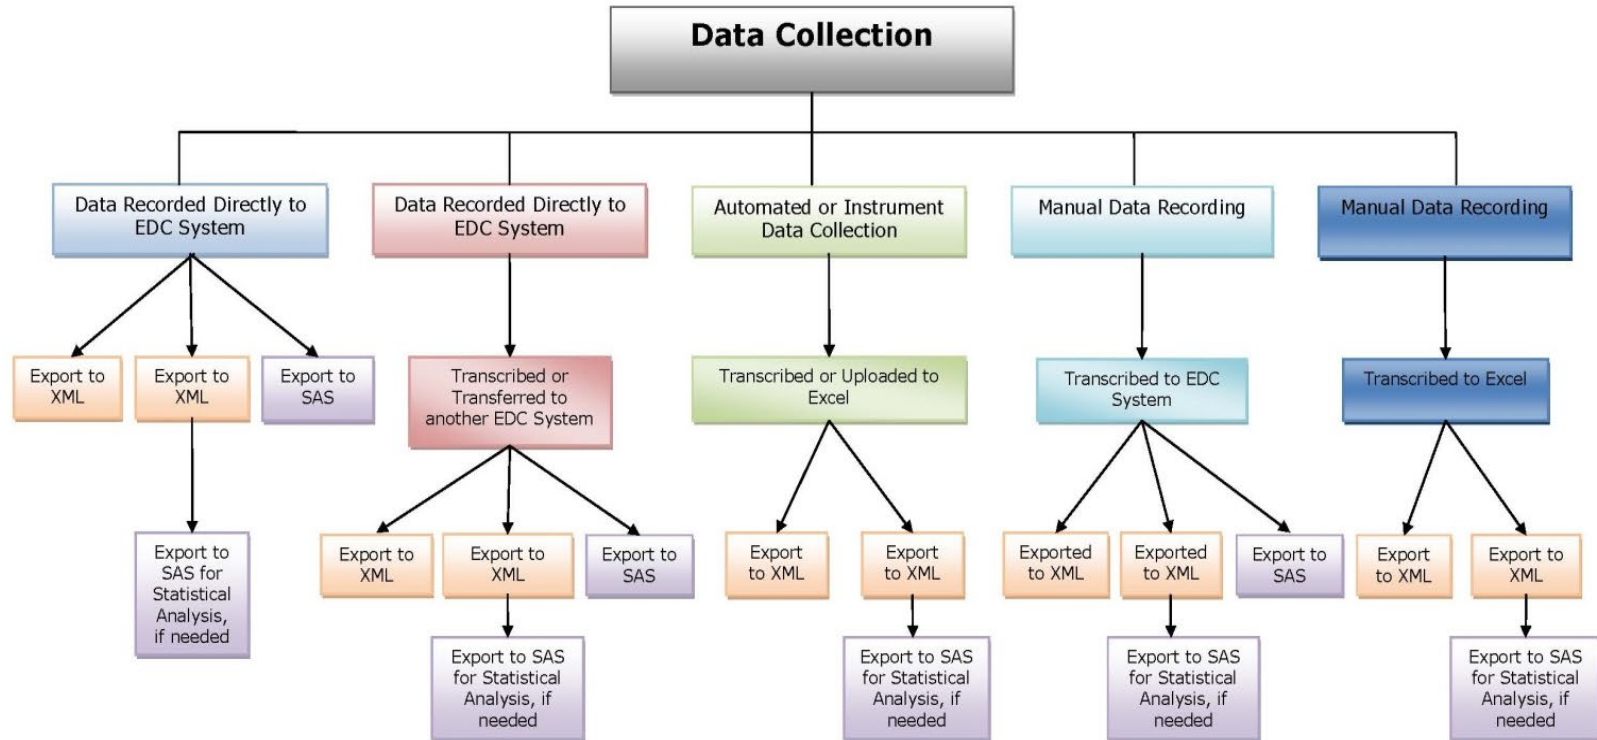 Data Collection
Data Recorded Directly to
EDC System
Data Recorded Directly to
EDC System
Automated or Instrument
Data Collection
Manual Data Recording
Manual Data Recording
Export to
XML
Export to
XML
Export to
SAS
Transcribed or
Transferred to
another EDC System
Transcribed or Uploaded to
Excel
Transcribed to EDC
System
Transcribed to Excel
Export to
SAS for
Statistical
Analysis,
if needed
Export to
XML
Export to
XML
Export to
SAS
Export
to XML
Export
to XML
Exported
to XML
Exported
to XML
Export to
SAS
Export
to XML
Export to
XML
Export to SAS
for Statistical
Analysis, if
needed
Export to SAS
for Statistical
Analysis, if
needed
Export to SAS
for Statistical
Analysis, if
needed
Export to SAS
for Statistical
Analysis, if
needed